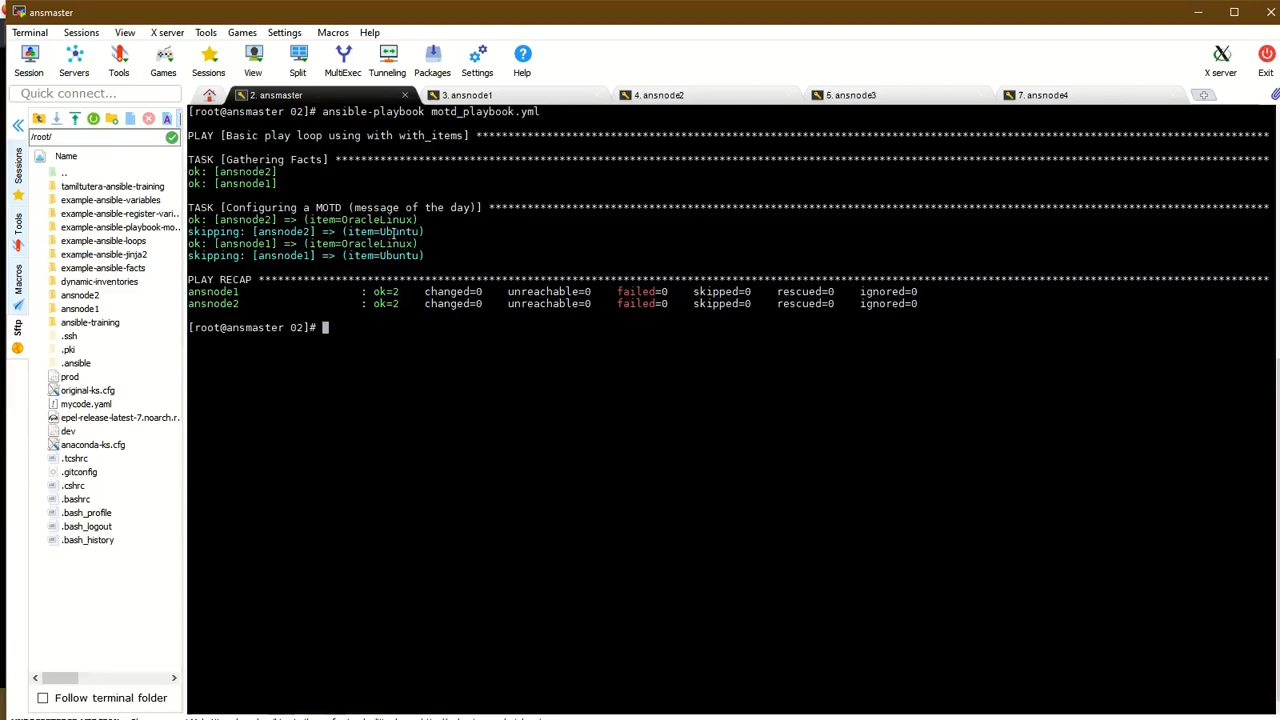 ansmaster
Terminal Sessions View X server Tools Games Settings Macros Help
Session Servers Tools Games Sessions View Split MultiExec Tunneling Packages Settings Help X server Exit
Quick connect...
2. ansmaster
3. ansnode1
4. ansnode2
5. ansnode3
7. ansnode4
/root/
Name
..
tamiltutera-ansible-training
example-ansible-variables
example-ansible-register-vari...
example-ansible-playbook-mo...
example-ansible-loops
example-ansible-jinja2
example-ansible-facts
dynamic-inventories
ansnode2
ansnode1
ansible-training
.ssh
.pki
.ansible
prod
original-ks.cfg
mycode.yaml
epel-release-latest-7.noarch.r...
dev
anaconda-ks.cfg
.tcshrc
.gitconfig
.cshrc
.bashrc
.bash_profile
.bash_logout
.bash_history
Sessions
Tools
Macros
Sftp
Follow terminal folder
[root@ansmaster 02]# ansible-playbook motd_playbook.yml
PLAY [Basic play loop using with with_items] ****************************************************************************************************
TASK [Gathering Facts] **********************************************************************************************************************
ok: [ansnode2]
ok: [ansnode1]
TASK [Configuring a MOTD (message of the day)] **************************************************************************************************
ok: [ansnode2] => (item=OracleLinux)
skipping: [ansnode2] => (item=Ubuntu)
ok: [ansnode1] => (item=OracleLinux)
skipping: [ansnode1] => (item=Ubuntu)
PLAY RECAP *******************************************************************************************************************************
ansnode1 : ok=2 changed=0 unreachable=0 failed=0 skipped=0 rescued=0 ignored=0
ansnode2 : ok=2 changed=0 unreachable=0 failed=0 skipped=0 rescued=0 ignored=0
[root@ansmaster 02]#